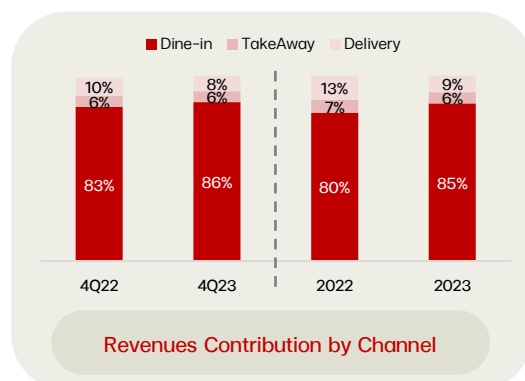 Dine-in TakeAway Delivery
10% 8% 13% 9%
6% 6% 7% 6%
83% 86% 80% 85%
4Q22 4Q23 2022 2023
Revenues Contribution by Channel